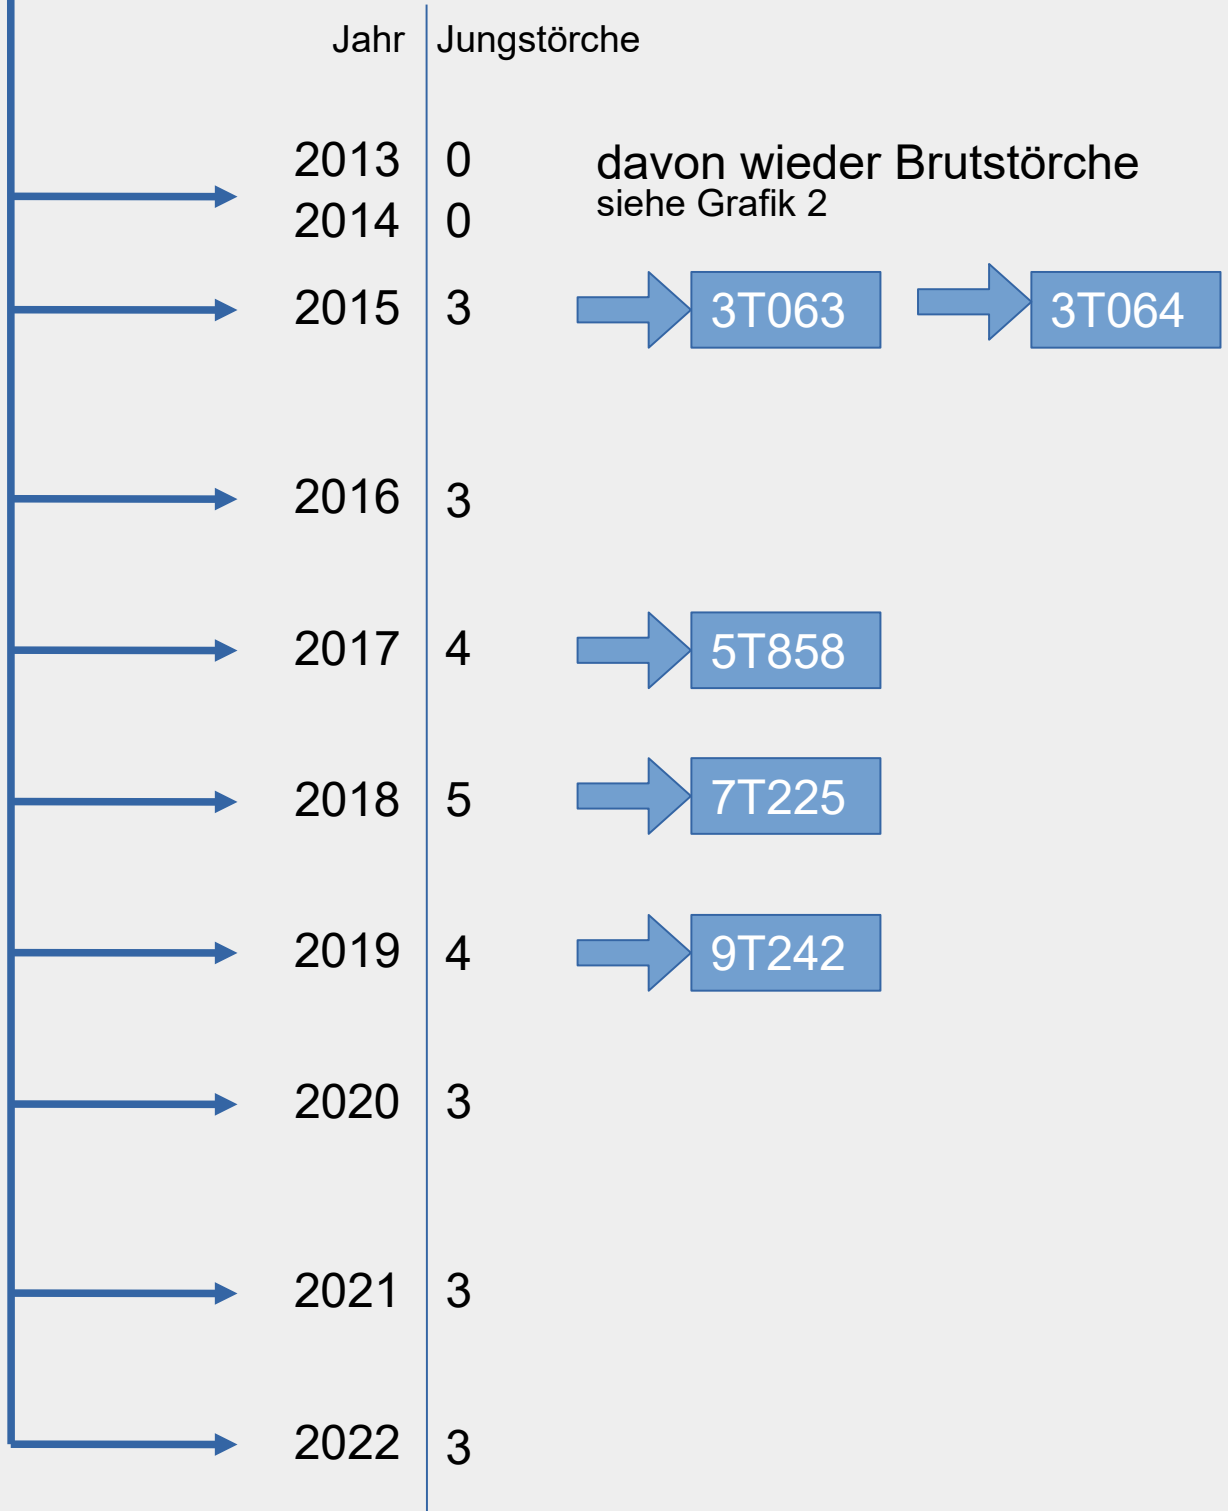 Jahr Jungstörche
2013 0 davon wieder Brutstörche
siehe Grafik 2
2014 0
2015 3 3T063 3T064
2016 3
2017 4 5T858
2018 5 7T225
2019 4 9T242
2020 3
2021 3
2022 3